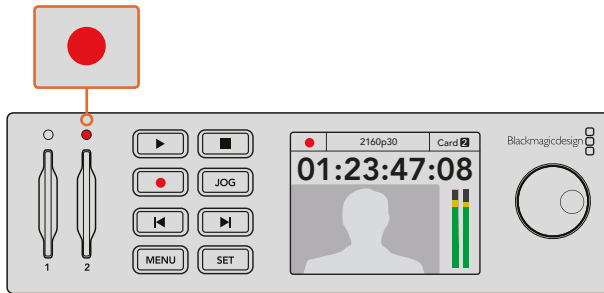 2160p30
Card 2
01:23:47:08
Blackmagicdesign
JOG
MENU
SET
1
2